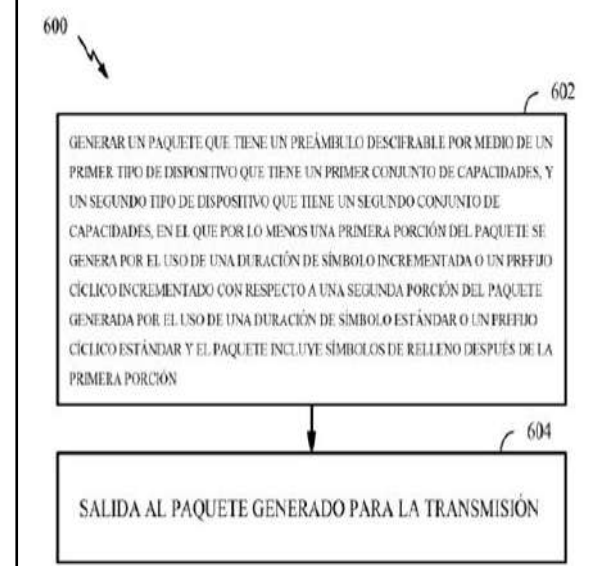 600
602
GENERAR UN PAQUETE QUE TIENE UN PREÁMBULO DESCIFRABLE POR MEDIO DE UN
PRIMER TIPO DE DISPOSITIVO QUE TIENE UN PRIMER CONJUNTO DE CAPACIDADES, Y
UN SEGUNDO TIPO DE DISPOSITIVO QUE TIENE UN SEGUNDO CONJUNTO DE
CAPACIDADES, EN EL QUE POR LO MENOS UNA PRIMERA PORCIÓN DEL PAQUETE SE
GENERA POR EL USO DE UNA DURACIÓN DE SÍMBOLO INCREMENTADA O UN PREFIJO
CÍCLICO INCREMENTADO CON RESPECTO A UNA SEGUNDA PORCIÓN DEL PAQUETE
GENERADA POR EL USO DE UNA DURACIÓN DE SÍMBOLO ESTÁNDAR O UN PREFIJO
CÍCLICO ESTÁNDAR Y EL PAQUETE INCLUYE SÍMBOLOS DE RELLENO DESPUÉS DE LA
PRIMERA PORCIÓN
604
SALIDA AL PAQUETE GENERADO PARA LA TRANSMISIÓN